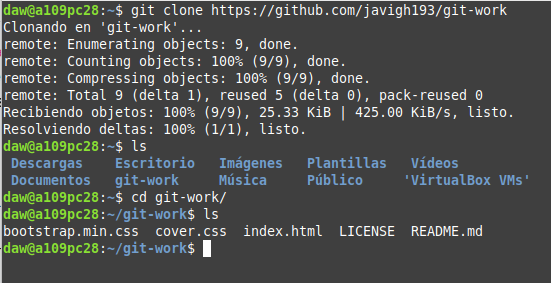 daw@a109pc28:~$ git clone https://github.com/javigh193/git-work
Clonando en 'git-work'...
remote: Enumerating objects: 9, done.
remote: Counting objects: 100% (9/9), done.
remote: Compressing objects: 100% (9/9), done.
remote: Total 9 (delta 1), reused 5 (delta 0), pack-reused 0
Recibiendo objetos: 100% (9/9), 25.33 KiB | 425.00 KiB/s, listo.
Resolviendo deltas: 100% (1/1), listo.
daw@a109pc28:~$ ls
Descargas    Escritorio  Imágenes  Plantillas  Vídeos
Documentos  git-work    Música    Público    'VirtualBox VMs'
daw@a109pc28:~$ cd git-work/
daw@a109pc28:~/git-work$ ls
bootstrap.min.css  cover.css  index.html  LICENSE  README.md
daw@a109pc28:~/git-work$